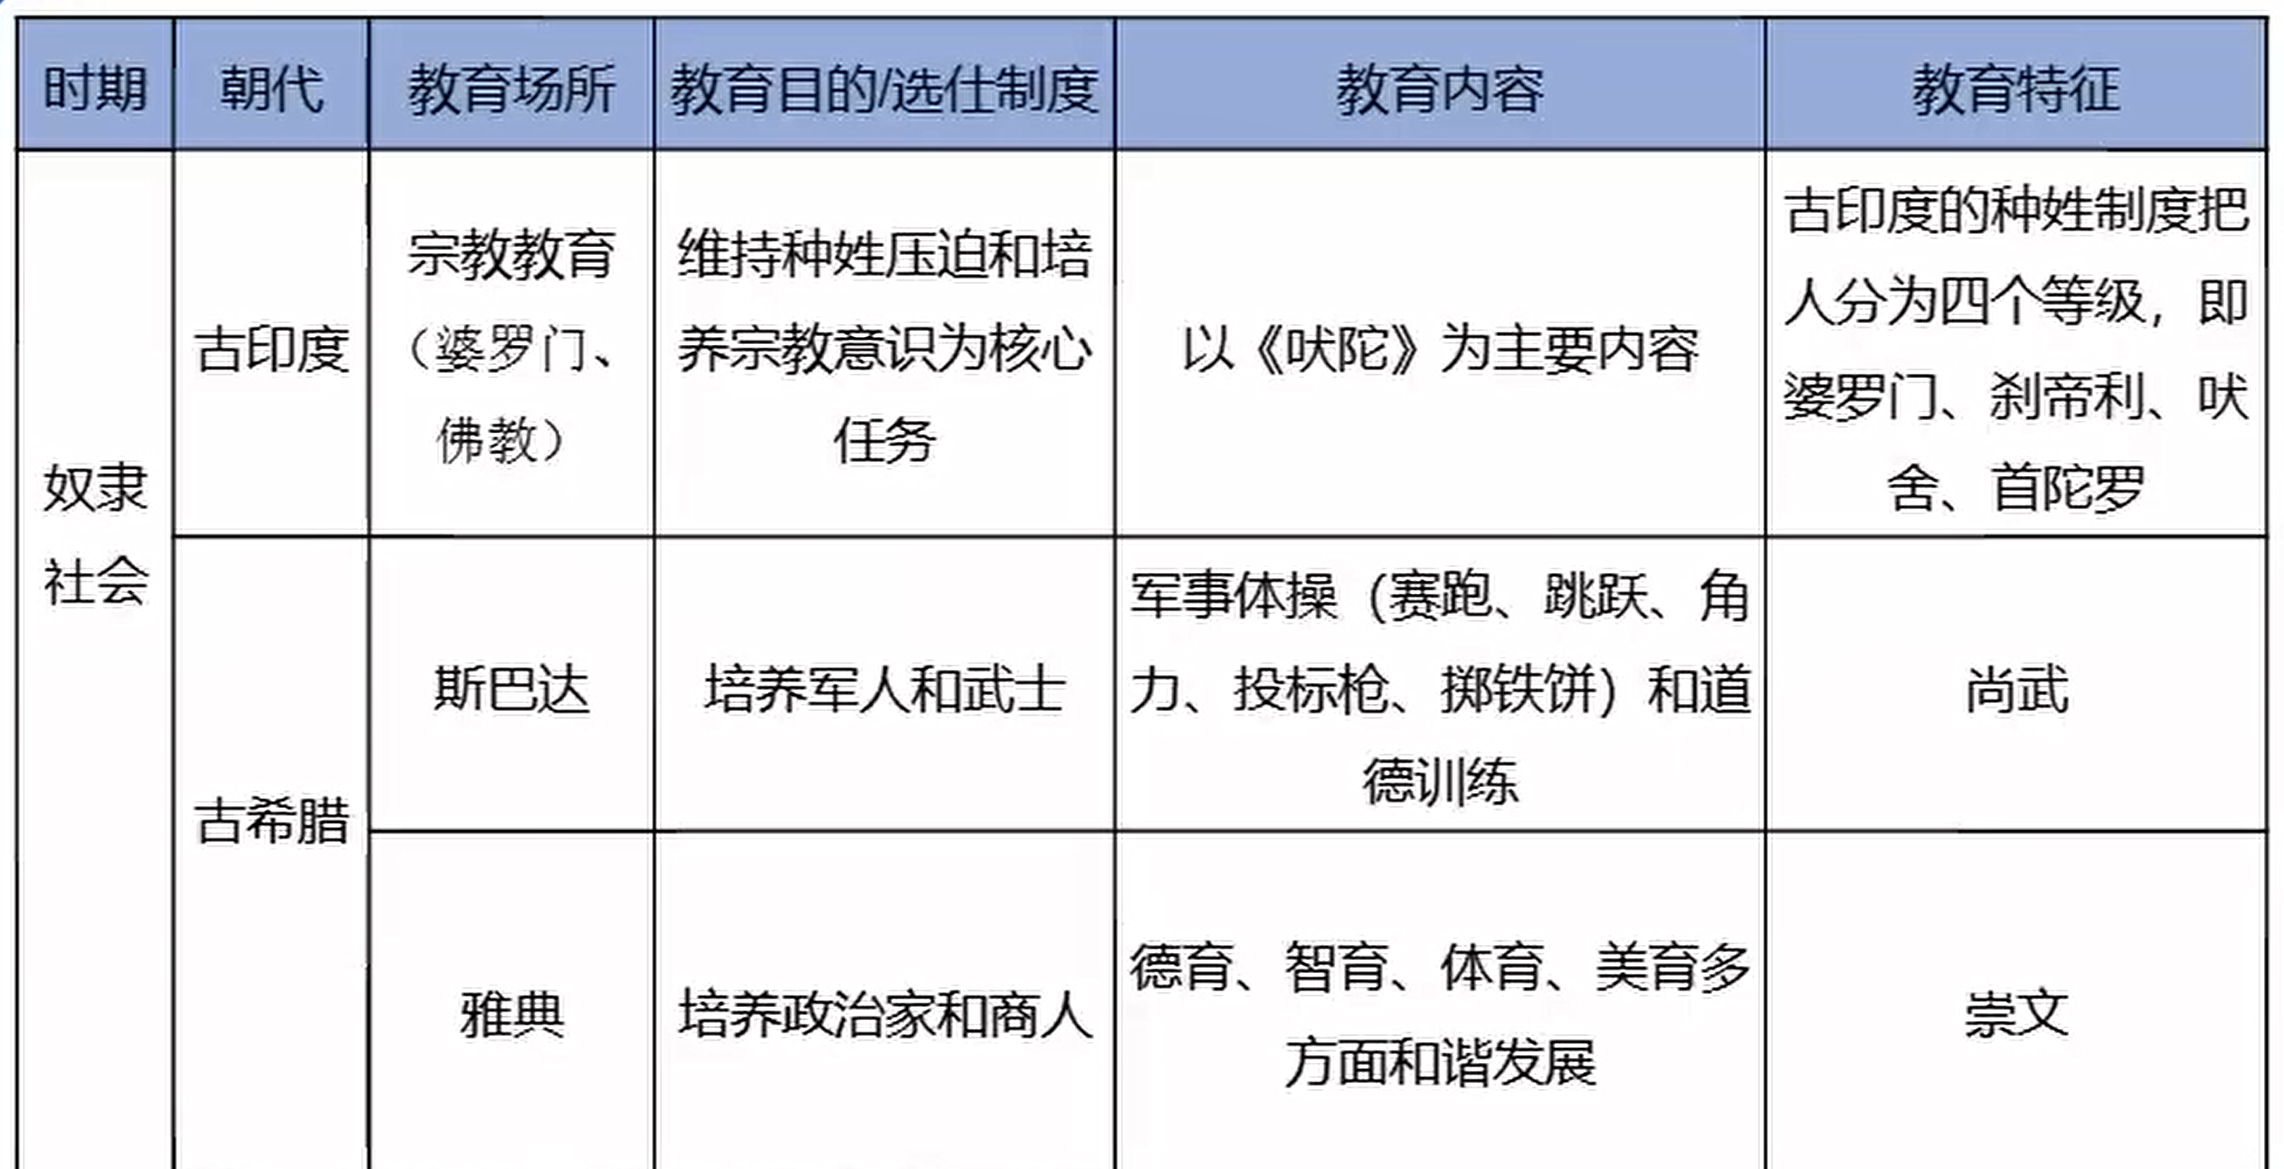 时期
朝代
教育场所
教育目的/选仕制度
教育内容
教育特征
奴隶
社会
古印度
宗教教育
（婆罗门、
佛教）
维持种姓压迫和培
养宗教意识为核心
任务
以《吠陀》为主要内容
古印度的种姓制度把
人分为四个等级，即
婆罗门、刹帝利、吠
舍、首陀罗
古希腊
斯巴达
培养军人和武士
军事体操（赛跑、跳跃、角
力、投标枪、掷铁饼）和道
德训练
尚武
雅典
培养政治家和商人
德育、智育、体育、美育多
方面和谐发展
崇文